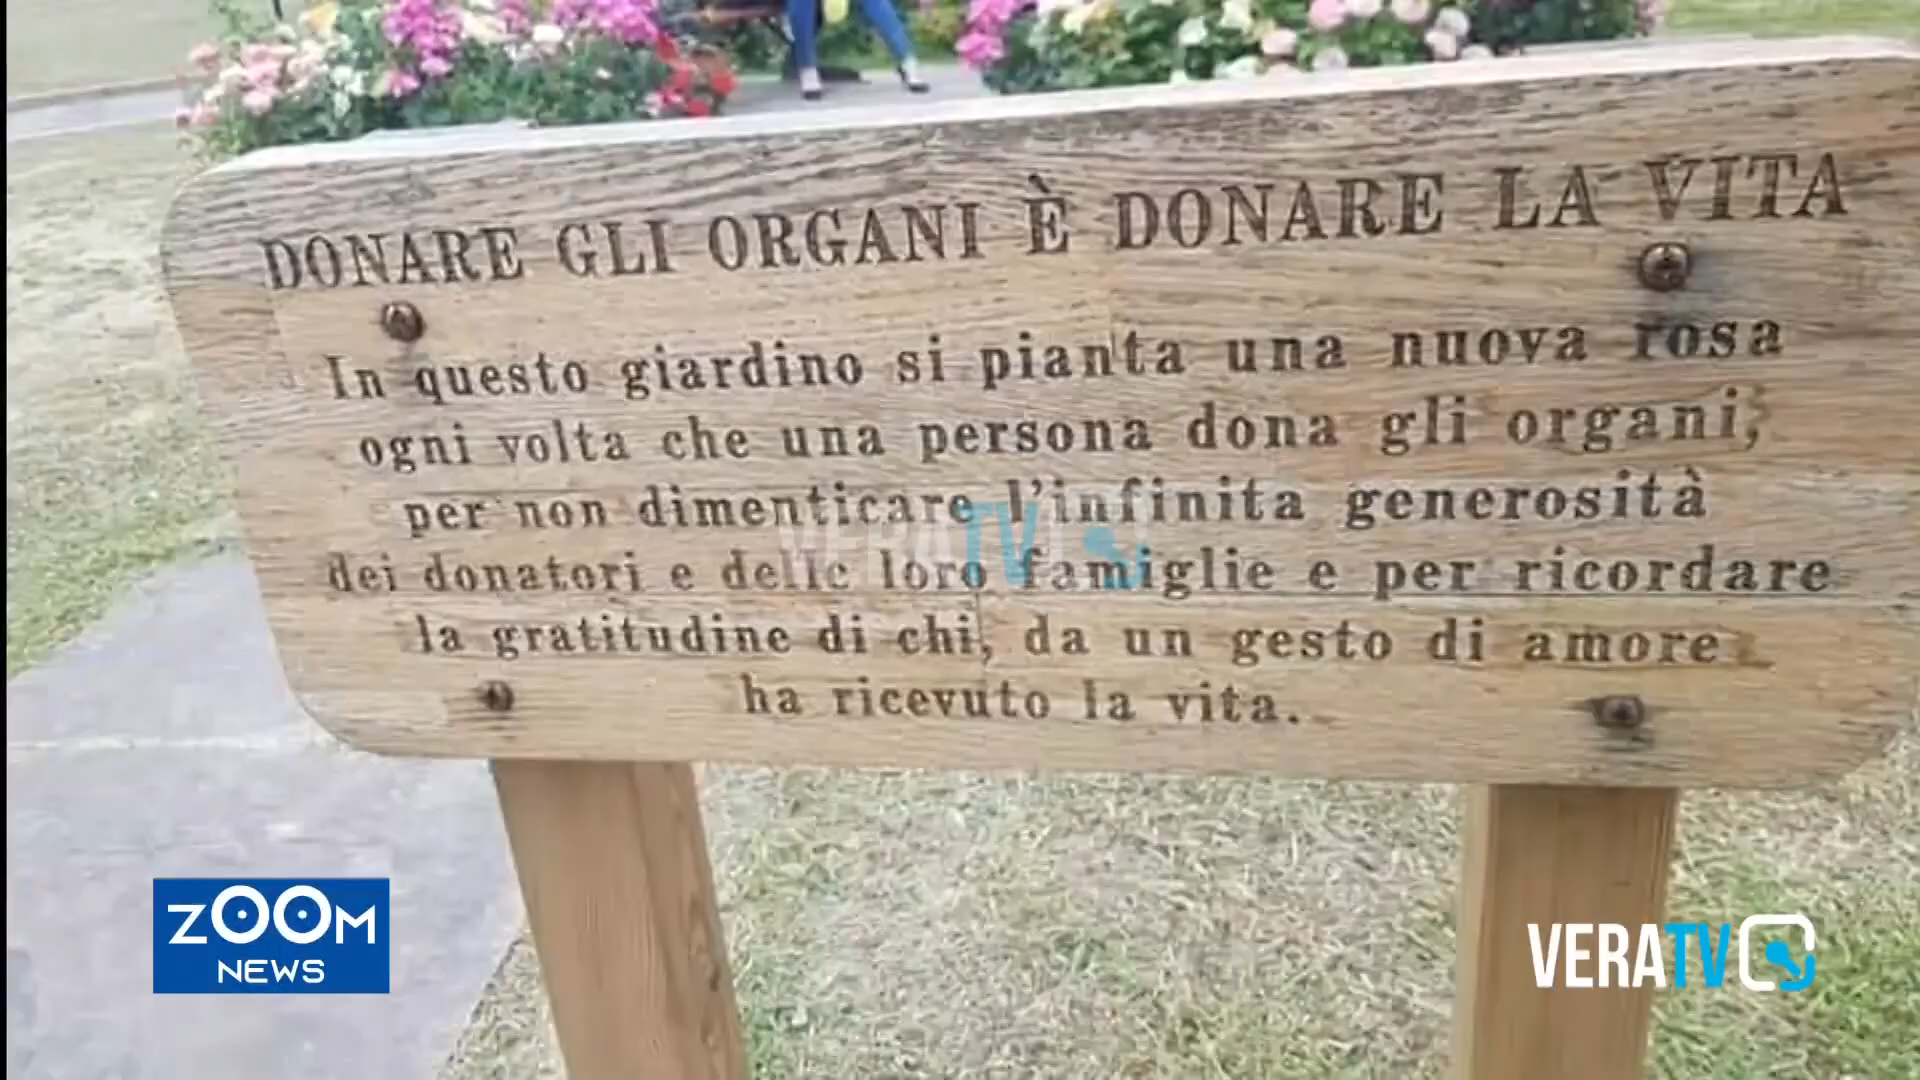 DONARE GLI ORGANI È DONARE LA VITA
In questo giardino si pianta una nuova rosa
ogni volta che una persona dona gli organi,
per non dimenticare l'infinita generosità
dei donatori e delle loro famiglie e per ricordare
la gratitudine di chi, da un gesto di amore
ha ricevuto la vita.
VERATV
ZOOM
NEWS
VERATV